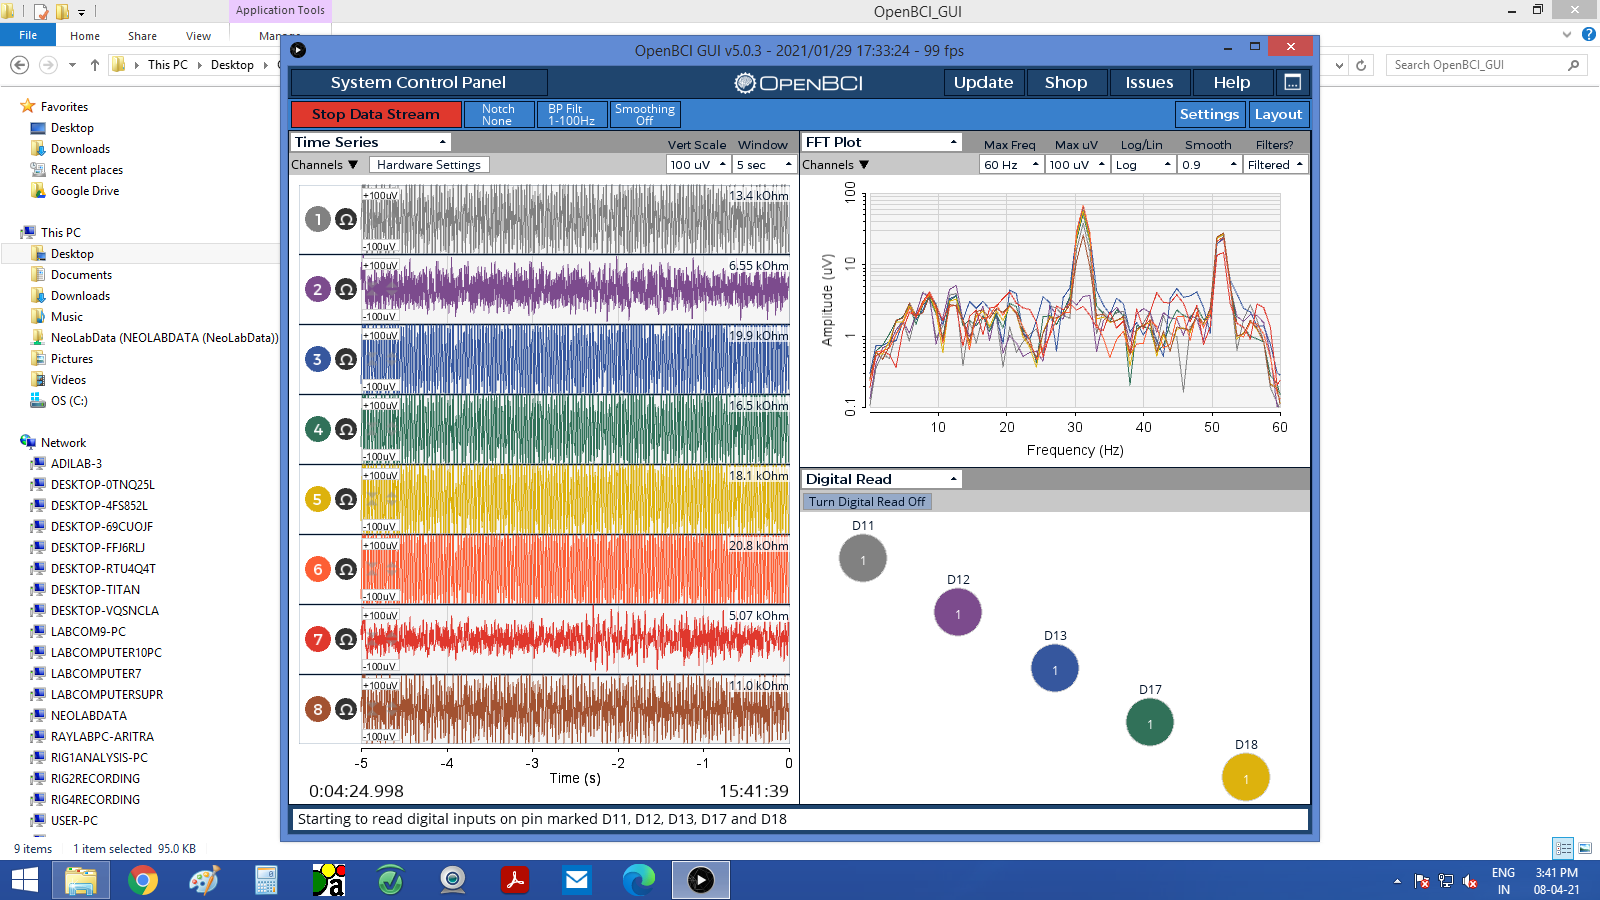 Application Tools
OpenBCI_GUI
File Home Share View Manage
This PC Desktop
Search OpenBCI_GUI
Favorites
Desktop
Downloads
Recent places
Google Drive
This PC
Desktop
Documents
Downloads
Music
NeoLabData (NEOLABDATA (NeoLabData))
Pictures
Videos
OS (C:)
Network
ADILAB-3
DESKTOP-0TNQ25L
DESKTOP-4FS852L
DESKTOP-69CUOJF
DESKTOP-FFJ6RLJ
DESKTOP-RTU4Q4T
DESKTOP-TITAN
DESKTOP-VQSNCLA
LABCOM9-PC
LABCOMPUTER10PC
LABCOMPUTER7
LABCOMPUTERSUPR
NEOLABDATA
RAYLABPC-ARITRA
RIG1ANALYSIS-PC
RIG2RECORDING
RIG4RECORDING
USER-PC
9 items 1 item selected 95.0 KB
OpenBCI GUI v5.0.3 - 2021/01/29 17:33:24 - 99 fps
System Control Panel OPENBCI Update Shop Issues Help
Stop Data Stream Notch None BP Filt 1-100Hz Smoothing Off Settings Layout
Time Series Vert Scale Window
Channels Hardware Settings 100 uV 5 sec
1 +100uV 13.4 kOhm
-100uV
2 +100uV 6.55 kOhm
-100uV
3 +100uV 19.9 kOhm
-100uV
4 +100uV 16.5 kOhm
-100uV
5 +100uV 18.1 kOhm
-100uV
6 +100uV 20.8 kOhm
-100uV
7 +100uV 5.07 kOhm
-100uV
8 +100uV 11.0 kOhm
-100uV
-5 -4 -3 -2 -1 0
Time (s)
0:04:24.998 15:41:39
FFT Plot Max Freq Max uV Log/Lin Smooth Filters?
Channels 60 Hz 100 uV Log 0.9 Filtered
100
10
1
0.1
Amplitude (uV)
10 20 30 40 50 60
Frequency (Hz)
Digital Read
Turn Digital Read Off
D11
1
D12
1
D13
1
D17
1
D18
1
Starting to read digital inputs on pin marked D11, D12, D13, D17 and D18
ENG 3:41 PM
IN 08-04-21